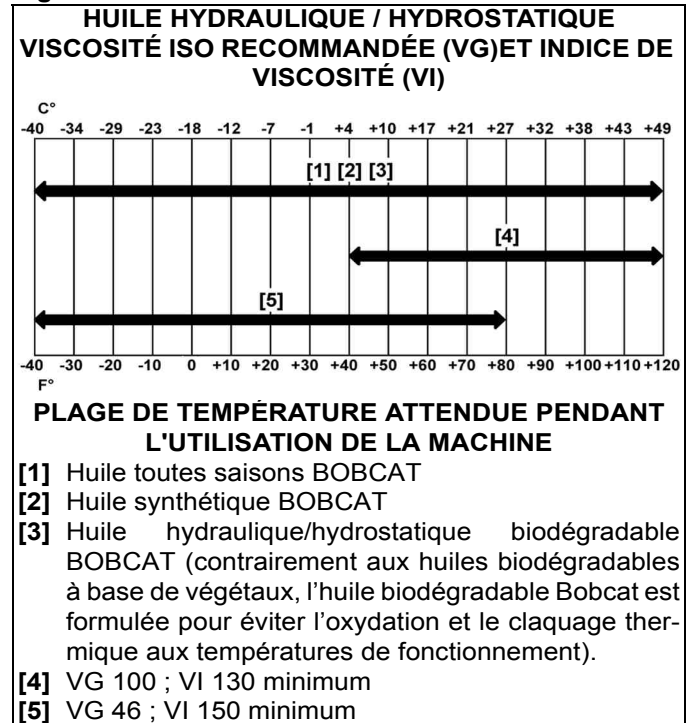 HUILE HYDRAULIQUE / HYDROSTATIQUE
VISCOSITÉ ISO RECOMMANDÉE (VG)ET INDICE DE
VISCOSITÉ (VI)
C°
-40 -34 -29 -23 -18 -12 -7 -1 +4 +10 +17 +21 +27 +32 +38 +43 +49
[1] [2] [3]
[4]
[5]
-40 -30 -20 -10 0 +10 +20 +30 +40 +50 +60 +70 +80 +90 +100 +110 +120
F°
PLAGE DE TEMPÉRATURE ATTENDUE PENDANT
L'UTILISATION DE LA MACHINE
[1] Huile toutes saisons BOBCAT
[2] Huile synthétique BOBCAT
[3] Huile hydraulique/hydrostatique biodégradable
BOBCAT (contrairement aux huiles biodégradables
à base de végétaux, l’huile biodégradable Bobcat est
formulée pour éviter l’oxydation et le claquage ther-
mique aux températures de fonctionnement).
[4] VG 100 ; VI 130 minimum
[5] VG 46 ; VI 150 minimum